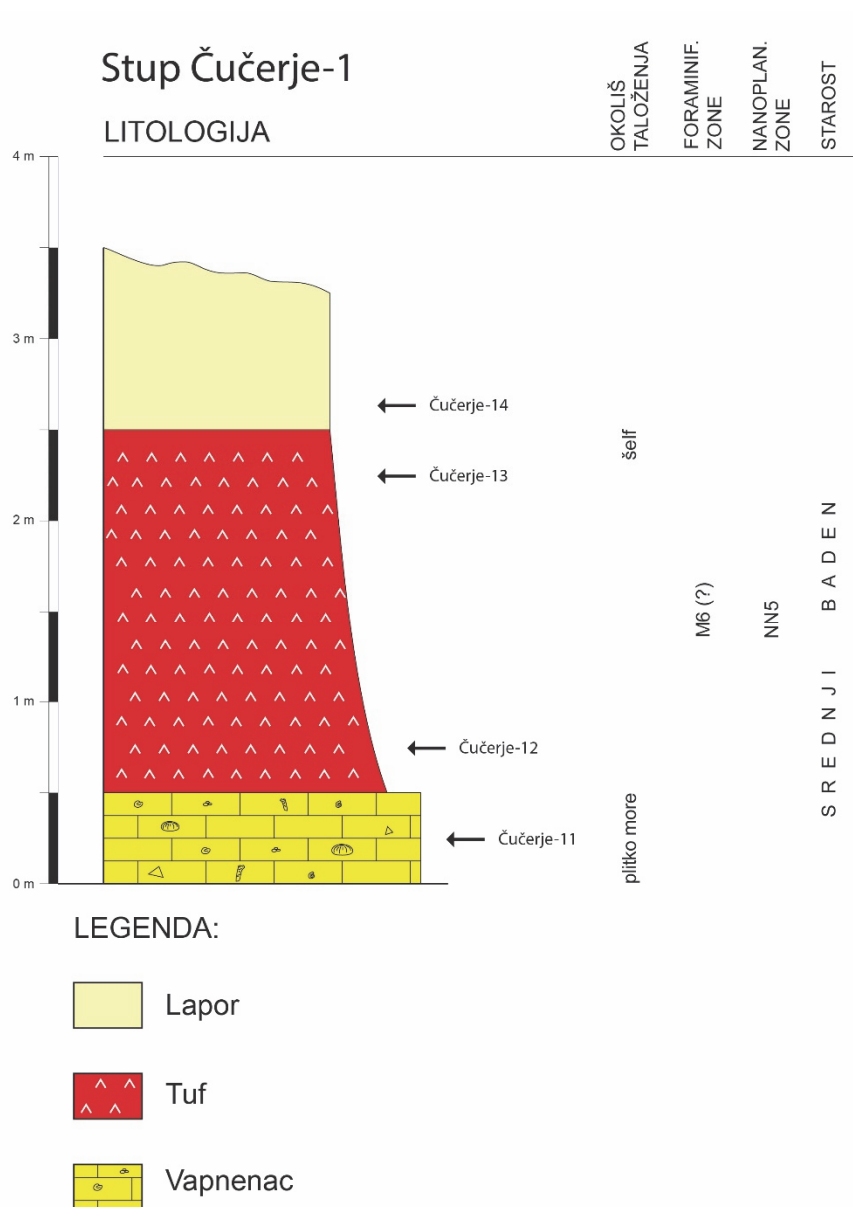 Stup Čučerje-1
LITOLOGIJA
OKOLIŠ
TALOŽENJA
FORAMINIF.
ZONE
NANOPLAN.
ZONE
STAROST
4 m
3 m
2 m
1 m
0 m
Čučerje-14
Čučerje-13
Čučerje-12
Čučerje-11
šelf
plitko more
M6 (?)
NN5
SREDNJI BADEN
LEGENDA:
Lapor
Tuf
Vapnenac